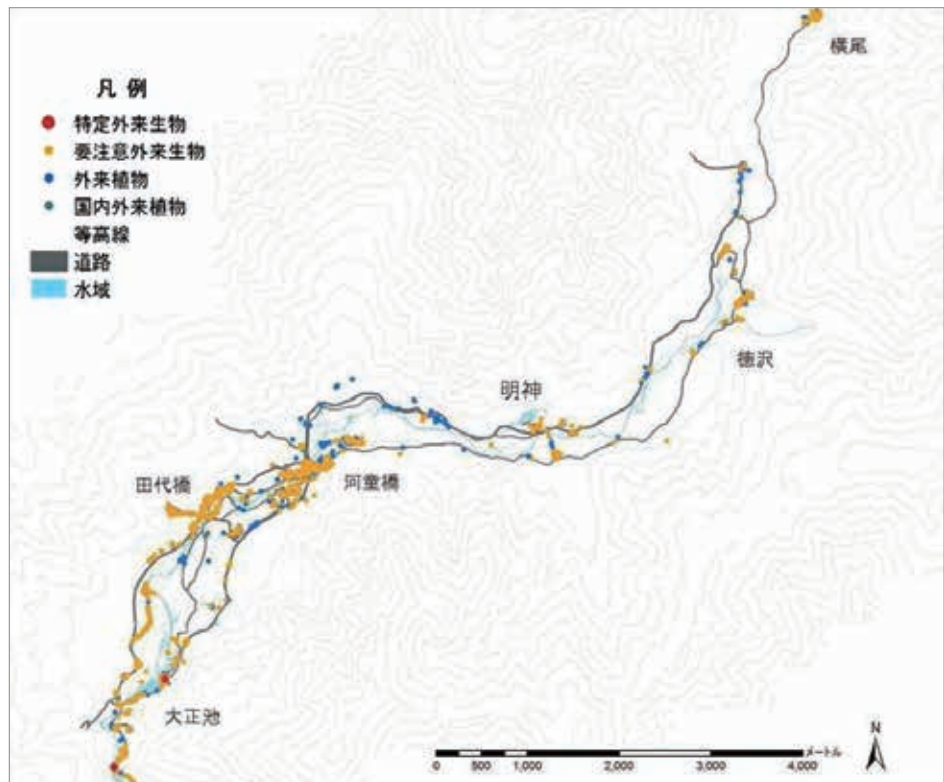 凡 例
特定外来生物
要注意外来生物
外来植物
国内外来植物
等高線
道路
水域
横尾
徳沢
明神
河童橋
田代橋
大正池
N
メートル
0 500 1,000 2,000 3,000 4,000